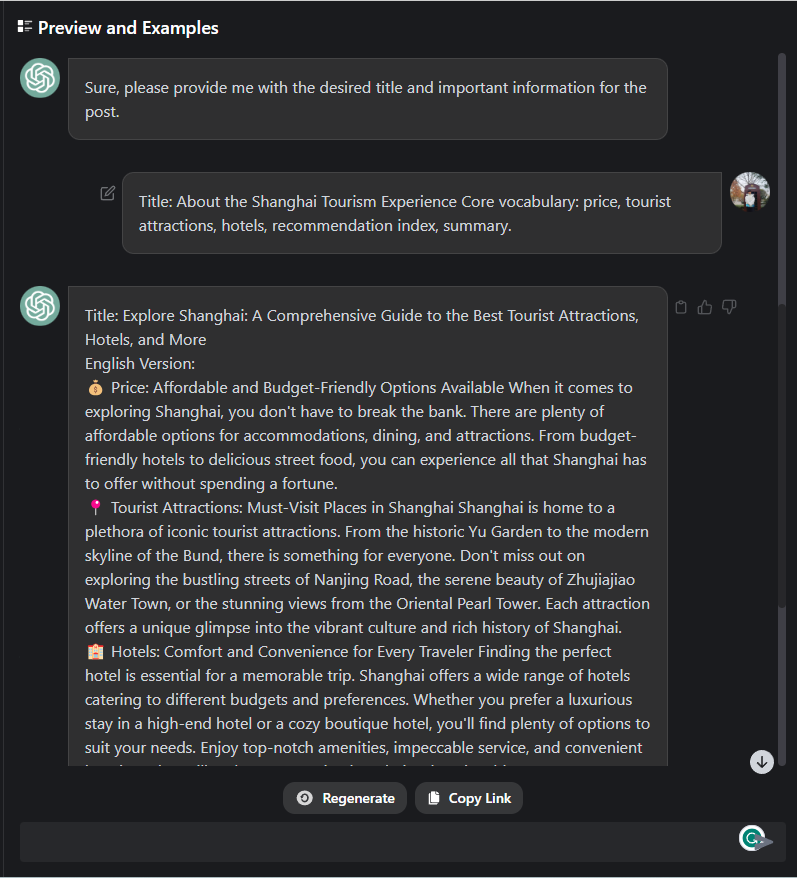 Preview and Examples
Sure, please provide me with the desired title and important information for the
post.
Title: About the Shanghai Tourism Experience Core vocabulary: price, tourist
attractions, hotels, recommendation index, summary.
Title: Explore Shanghai: A Comprehensive Guide to the Best Tourist Attractions,
Hotels, and More
English Version:
💰 Price: Affordable and Budget-Friendly Options Available When it comes to
exploring Shanghai, you don't have to break the bank. There are plenty of
affordable options for accommodations, dining, and attractions. From budget-
friendly hotels to delicious street food, you can experience all that Shanghai has
to offer without spending a fortune.
📍 Tourist Attractions: Must-Visit Places in Shanghai Shanghai is home to a
plethora of iconic tourist attractions. From the historic Yu Garden to the modern
skyline of the Bund, there is something for everyone. Don't miss out on
exploring the bustling streets of Nanjing Road, the serene beauty of Zhujiajiao
Water Town, or the stunning views from the Oriental Pearl Tower. Each attraction
offers a unique glimpse into the vibrant culture and rich history of Shanghai.
🏨 Hotels: Comfort and Convenience for Every Traveler Finding the perfect
hotel is essential for a memorable trip. Shanghai offers a wide range of hotels
catering to different budgets and preferences. Whether you prefer a luxurious
stay in a high-end hotel or a cozy boutique hotel, you'll find plenty of options to
suit your needs. Enjoy top-notch amenities, impeccable service, and convenient
Regenerate
Copy Link